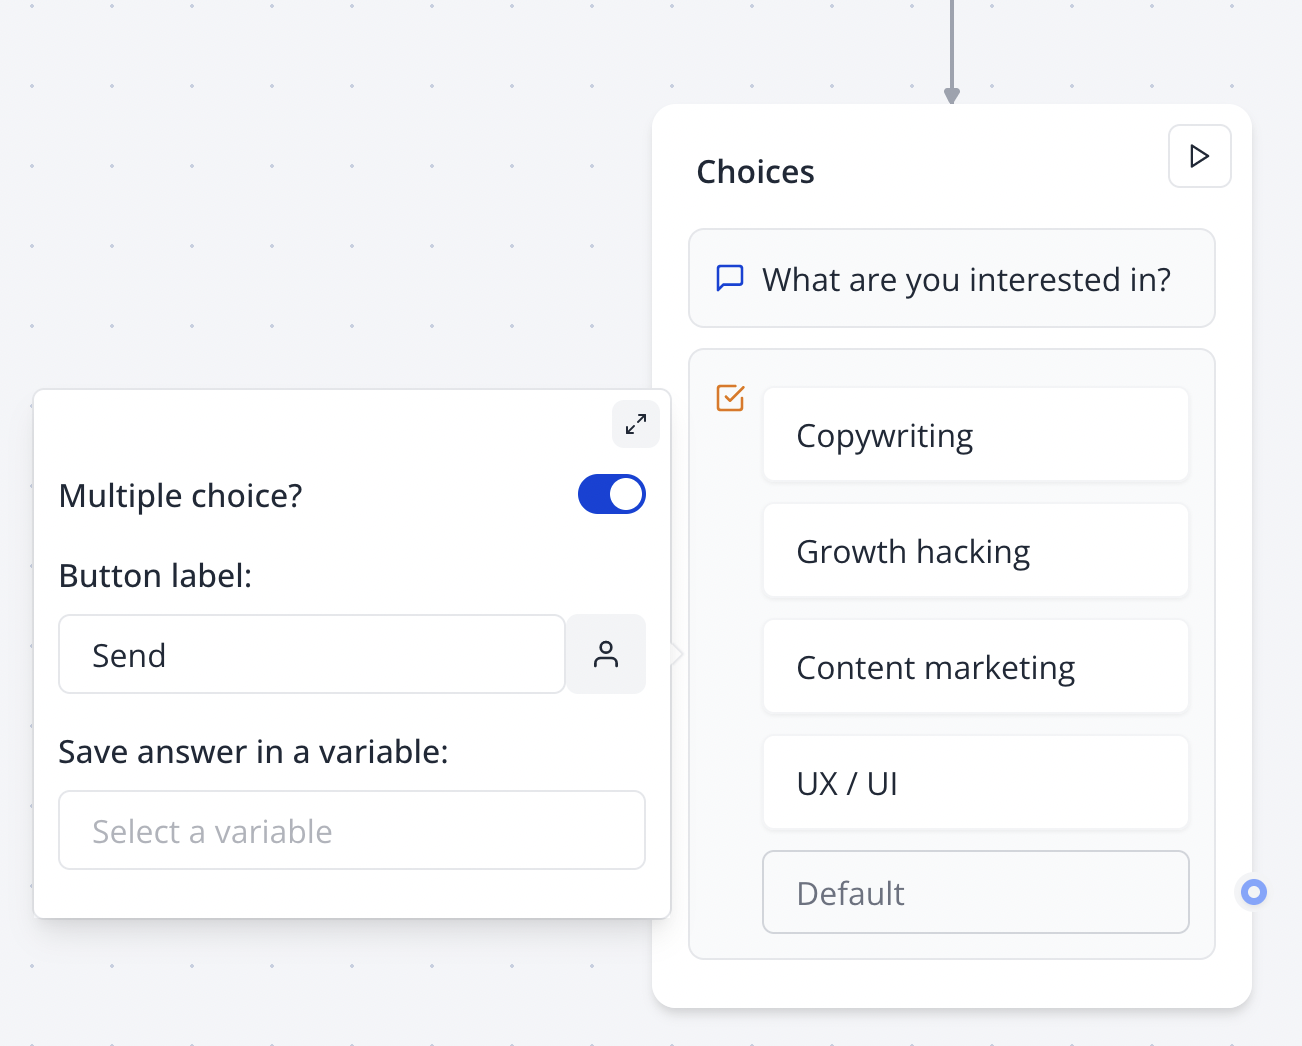 Choices
What are you interested in?
Copywriting
Growth hacking
Content marketing
UX / UI
Default
Multiple choice?
Button label:
Send
Save answer in a variable:
Select a variable